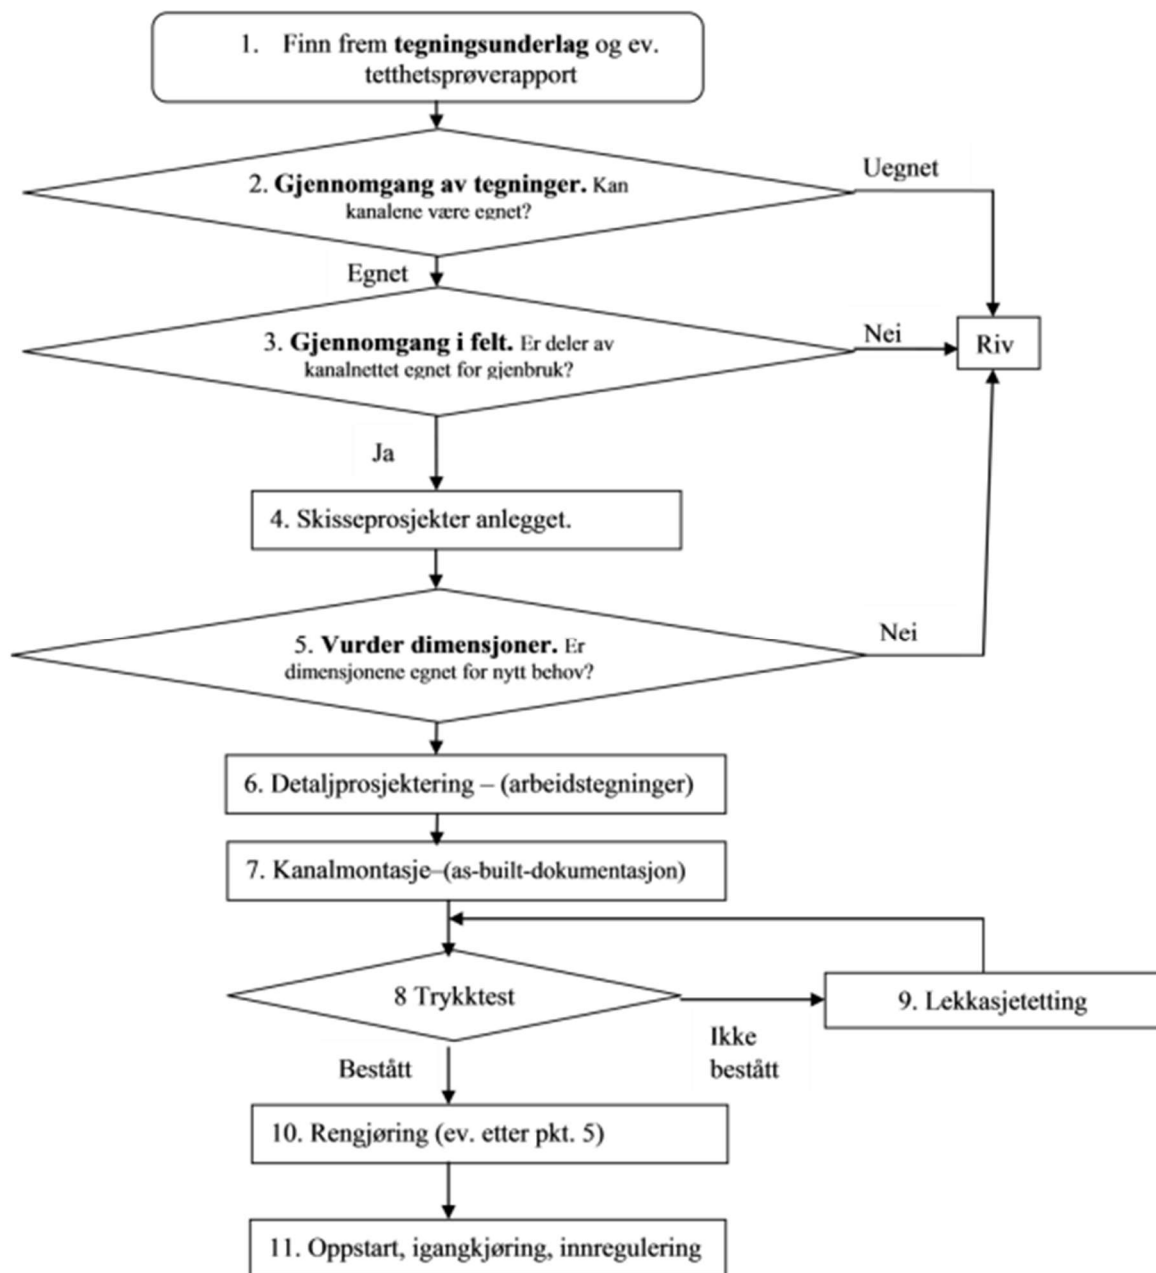 1. Finn frem tegningsunderlag og ev.
tetthetsprøverapport
2. Gjennomgang av tegninger. Kan
kanalene være egnet?
Uegnet
Egnet
3. Gjennomgang i felt. Er deler av
kanalnettet egnet for gjenbruk?
Nei
Riv
Ja
4. Skisseprosjekter anlegget.
5. Vurder dimensjoner. Er
dimensjonene egnet for nytt behov?
Nei
6. Detaljprosjektering – (arbeidstegninger)
7. Kanalmontasje–(as-built-dokumentasjon)
8 Trykktest
9. Lekkasjetetting
Ikke
bestått
Bestått
10. Rengjøring (ev. etter pkt. 5)
11. Oppstart, igangkjøring, innregulering